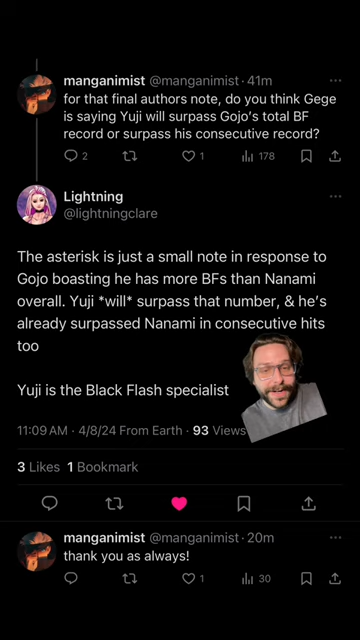 manganimist @manganimist · 41m
for that final authors note, do you think Gege
is saying Yuji will surpass Gojo's total BF
record or surpass his consecutive record?
2 1 178
Lightning
@lightningclare
The asterisk is just a small note in response to
Gojo boasting he has more BFs than Nanami
overall. Yuji *will* surpass that number, & he's
already surpassed Nanami in consecutive hits
too
Yuji is the Black Flash specialist
11:09 AM · 4/8/24 From Earth · 93 Views
3 Likes 1 Bookmark
manganimist @manganimist · 20m
thank you as always!
1 30